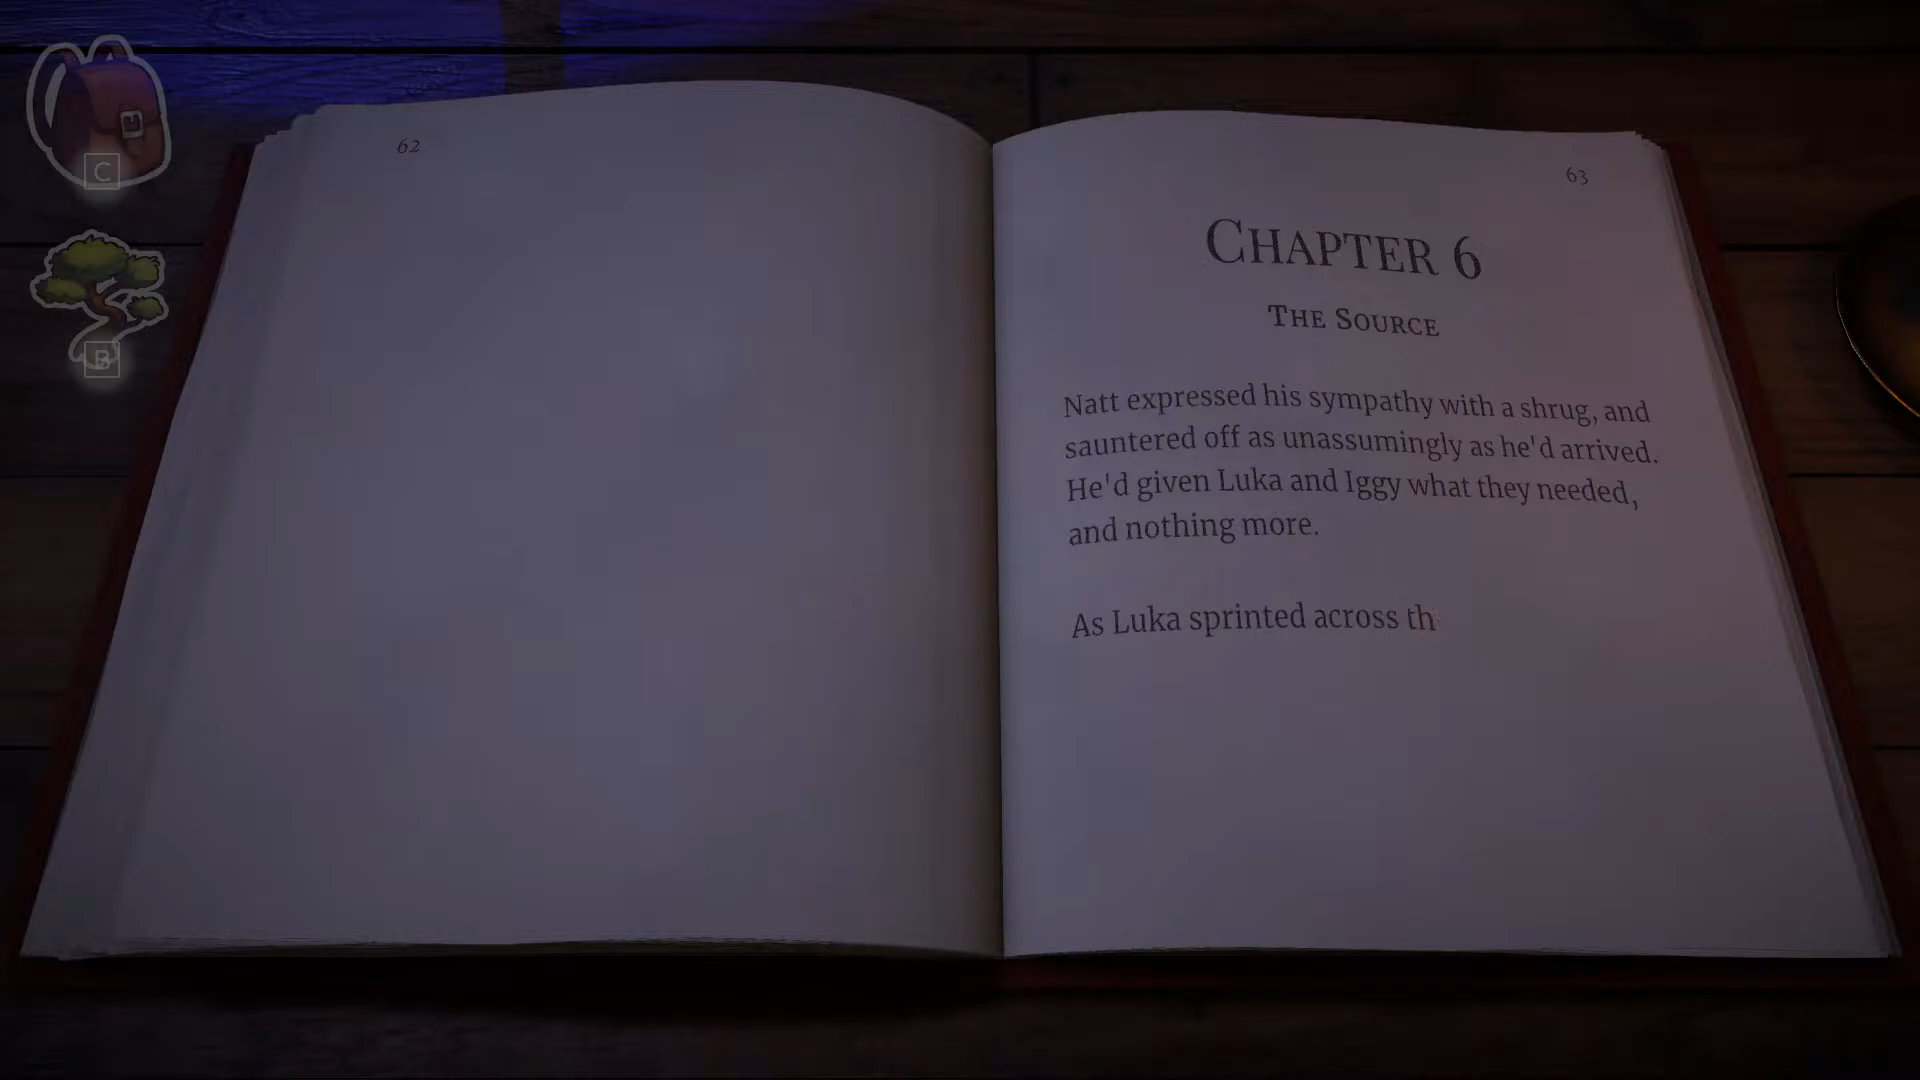 C
B
62
63
CHAPTER 6
THE SOURCE
Natt expressed his sympathy with a shrug, and
sauntered off as unassumingly as he'd arrived.
He'd given Luka and Iggy what they needed,
and nothing more.
As Luka sprinted across th